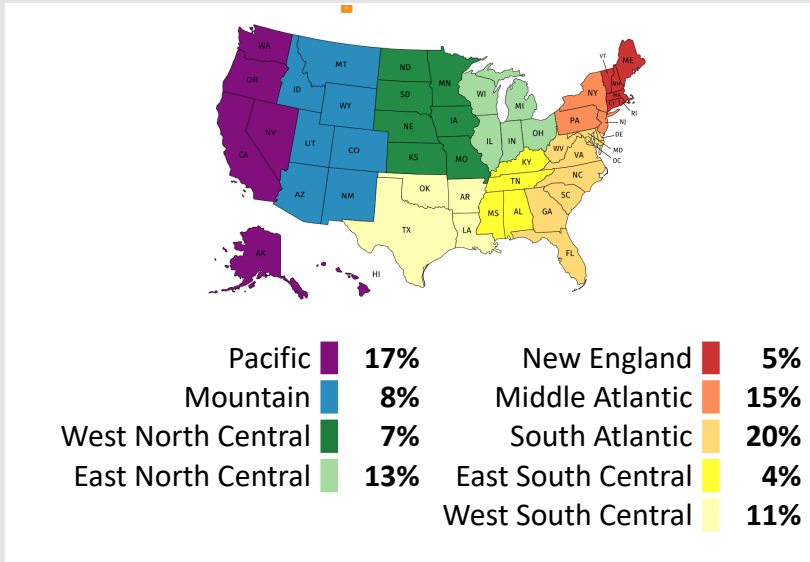 WA
OR
CA
NV
ID
MT
WY
UT
CO
AZ
NM
ND
SD
NE
KS
MN
IA
MO
OK
TX
AR
LA
WI
MI
IL
IN
OH
KY
TN
MS
AL
WV
VA
NC
SC
GA
FL
NY
PA
VT
NH
ME
MA
CT
RI
NJ
DE
MD
DC
AK
HI
Pacific 17%
Mountain 8%
West North Central 7%
East North Central 13%
New England 5%
Middle Atlantic 15%
South Atlantic 20%
East South Central 4%
West South Central 11%